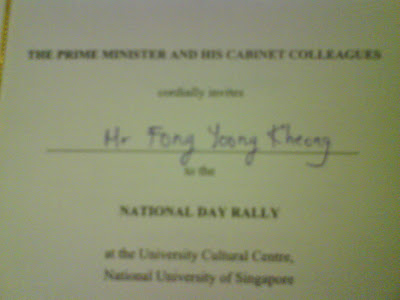 THE PRIME MINISTER AND HIS CABINET COLLEAGUES
cordially invites
Mr Fong Yoong Kheong
to the
NATIONAL DAY RALLY
at the University Cultural Centre,
National University of Singapore